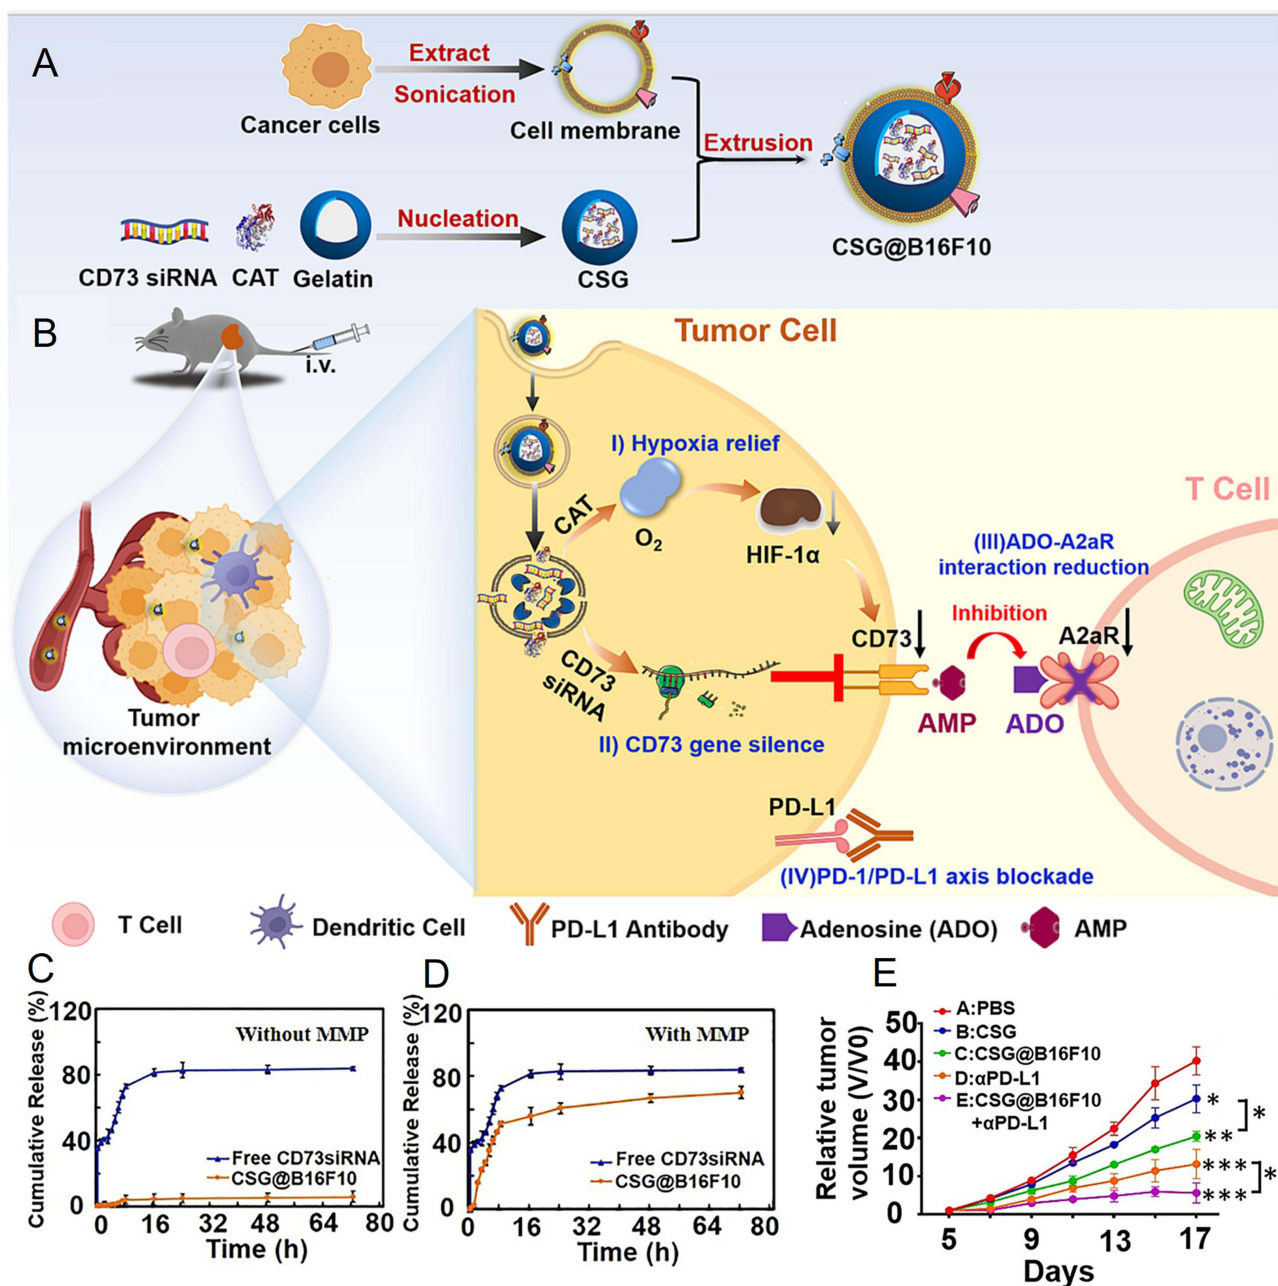 A
Extract
Sonication
Cancer cells
Cell membrane
Extrusion
Nucleation
CD73 siRNA
CAT
Gelatin
CSG
CSG@B16F10
B
i.v.
Tumor
microenvironment
Tumor Cell
I) Hypoxia relief
CAT
O2
HIF-1α
T Cell
(III)ADO-A2aR
interaction reduction
Inhibition
CD73
A2aR
CD73
siRNA
AMP
ADO
II) CD73 gene silence
PD-L1
(IV)PD-1/PD-L1 axis blockade
T Cell
Dendritic Cell
PD-L1 Antibody
Adenosine (ADO)
AMP
C
Cumulative Release (%)
120
80
40
0
Without MMP
Free CD73siRNA
CSG@B16F10
0 16 32 48 64 80
Time (h)
D
Cumulative Release (%)
120
80
40
0
With MMP
Free CD73siRNA
CSG@B16F10
0 16 32 48 64 80
Time (h)
E
Relative tumor
volume (V/V0)
50
40
30
20
10
0
A:PBS
B:CSG
C:CSG@B16F10
D:αPD-L1
E:CSG@B16F10
+αPD-L1
*
*
**
***
*
***
5 9 13 17
Days